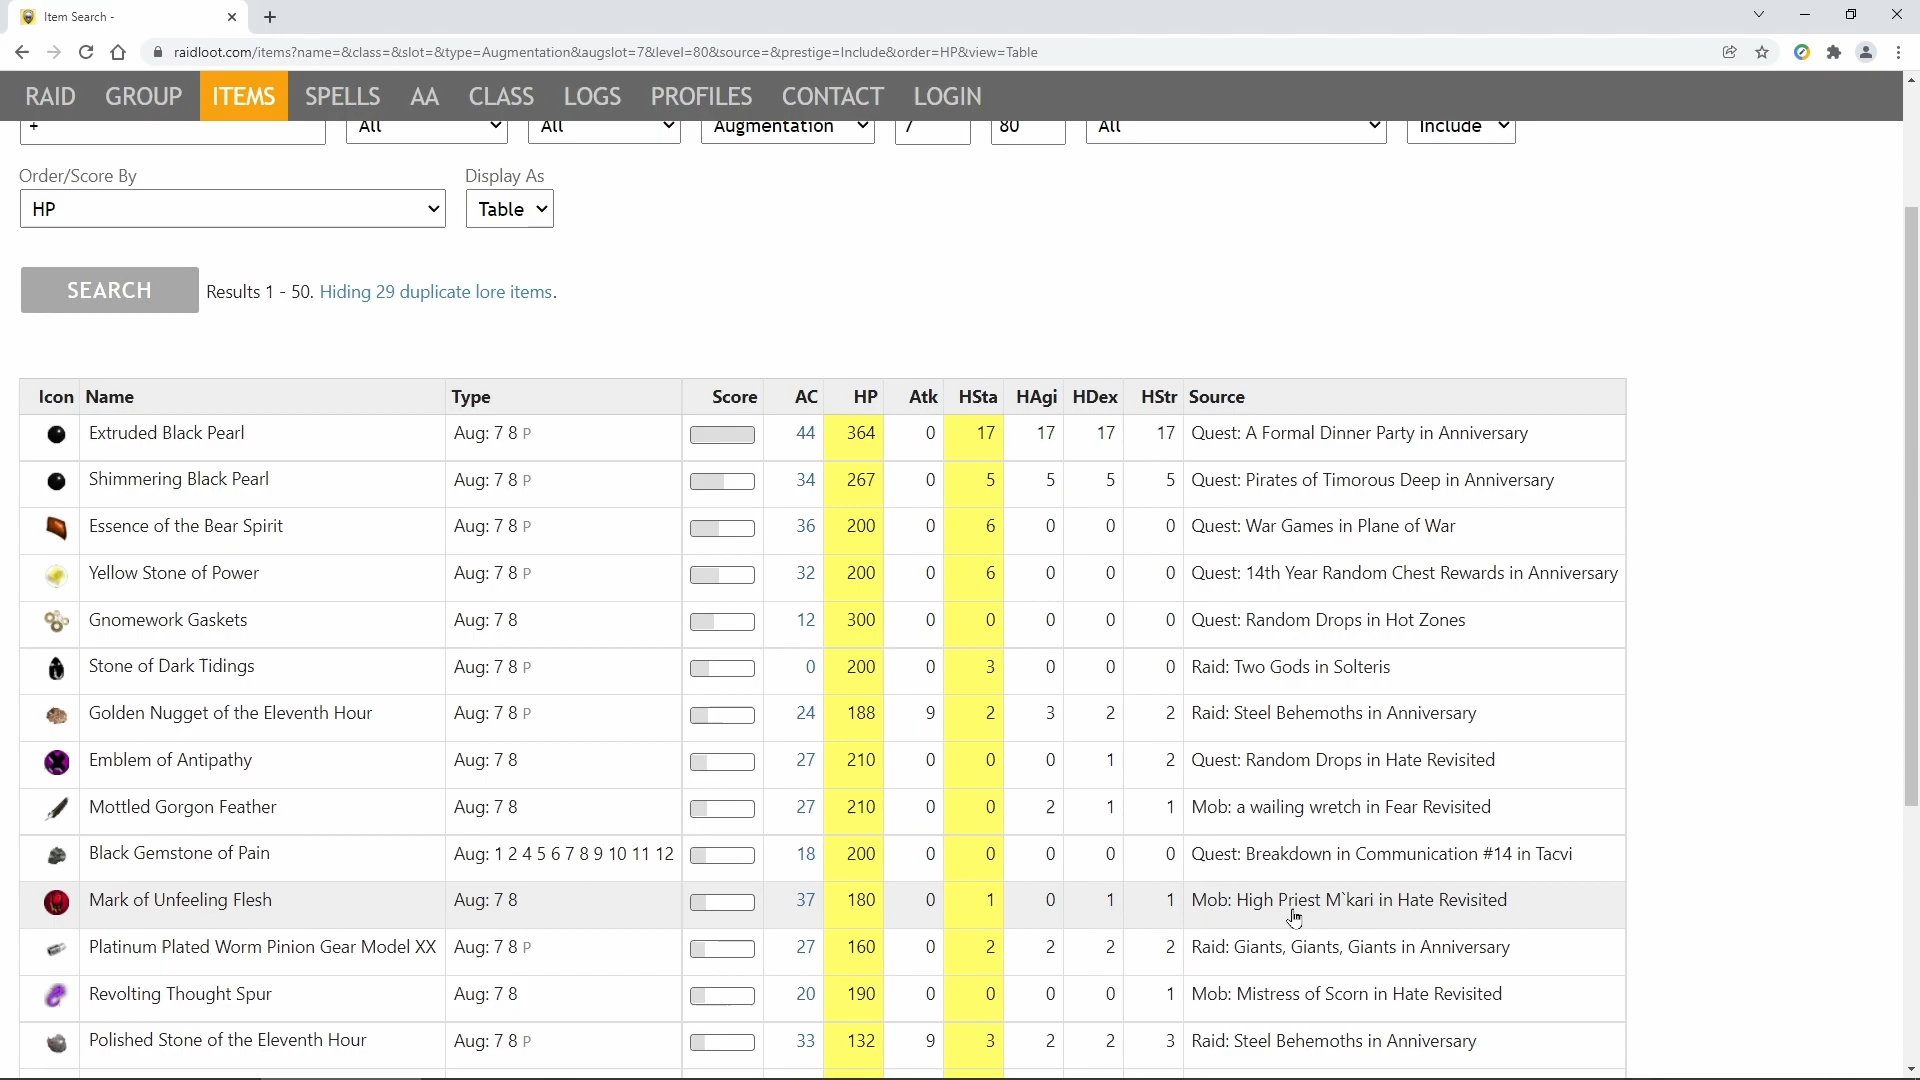 Item Search -
raidloot.com/items?name=&class=&slot=&type=Augmentation&augslot=7&level=80&source=&prestige=Include&order=HP&view=Table
RAID GROUP ITEMS SPELLS AA CLASS LOGS PROFILES CONTACT LOGIN
+ All All Augmentation 7 80 All Include
Order/Score By Display As
HP Table
SEARCH Results 1 - 50. Hiding 29 duplicate lore items.
Icon Name Type Score AC HP Atk HSta HAgi HDex HStr Source
Extruded Black Pearl Aug: 7 8 P 44 364 0 17 17 17 17 Quest: A Formal Dinner Party in Anniversary
Shimmering Black Pearl Aug: 7 8 P 34 267 0 5 5 5 5 Quest: Pirates of Timorous Deep in Anniversary
Essence of the Bear Spirit Aug: 7 8 P 36 200 0 6 0 0 0 Quest: War Games in Plane of War
Yellow Stone of Power Aug: 7 8 P 32 200 0 6 0 0 0 Quest: 14th Year Random Chest Rewards in Anniversary
Gnomework Gaskets Aug: 7 8 12 300 0 0 0 0 0 Quest: Random Drops in Hot Zones
Stone of Dark Tidings Aug: 7 8 P 0 200 0 3 0 0 0 Raid: Two Gods in Solteris
Golden Nugget of the Eleventh Hour Aug: 7 8 P 24 188 9 2 3 2 2 Raid: Steel Behemoths in Anniversary
Emblem of Antipathy Aug: 7 8 27 210 0 0 0 1 2 Quest: Random Drops in Hate Revisited
Mottled Gorgon Feather Aug: 7 8 27 210 0 0 2 1 1 Mob: a wailing wretch in Fear Revisited
Black Gemstone of Pain Aug: 1 2 4 5 6 7 8 9 10 11 12 18 200 0 0 0 0 0 Quest: Breakdown in Communication #14 in Tacvi
Mark of Unfeeling Flesh Aug: 7 8 37 180 0 1 0 1 1 Mob: High Priest M`kari in Hate Revisited
Platinum Plated Worm Pinion Gear Model XX Aug: 7 8 P 27 160 0 2 2 2 2 Raid: Giants, Giants, Giants in Anniversary
Revolting Thought Spur Aug: 7 8 20 190 0 0 0 0 1 Mob: Mistress of Scorn in Hate Revisited
Polished Stone of the Eleventh Hour Aug: 7 8 P 33 132 9 3 2 2 3 Raid: Steel Behemoths in Anniversary